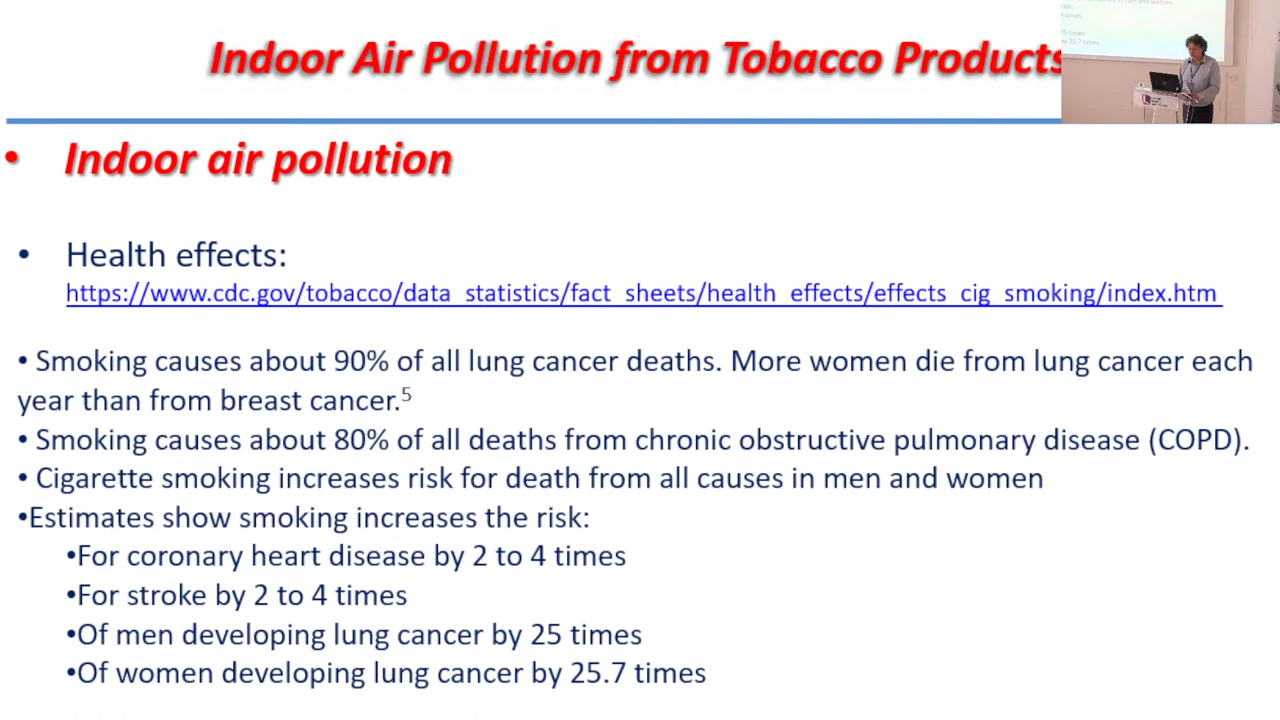 Indoor Air Pollution from Tobacco Products
• Indoor air pollution
• Health effects:
https://www.cdc.gov/tobacco/data_statistics/fact_sheets/health_effects/effects_cig_smoking/index.htm
• Smoking causes about 90% of all lung cancer deaths. More women die from lung cancer each
year than from breast cancer.⁵
• Smoking causes about 80% of all deaths from chronic obstructive pulmonary disease (COPD).
• Cigarette smoking increases risk for death from all causes in men and women
•Estimates show smoking increases the risk:
•For coronary heart disease by 2 to 4 times
•For stroke by 2 to 4 times
•Of men developing lung cancer by 25 times
•Of women developing lung cancer by 25.7 times